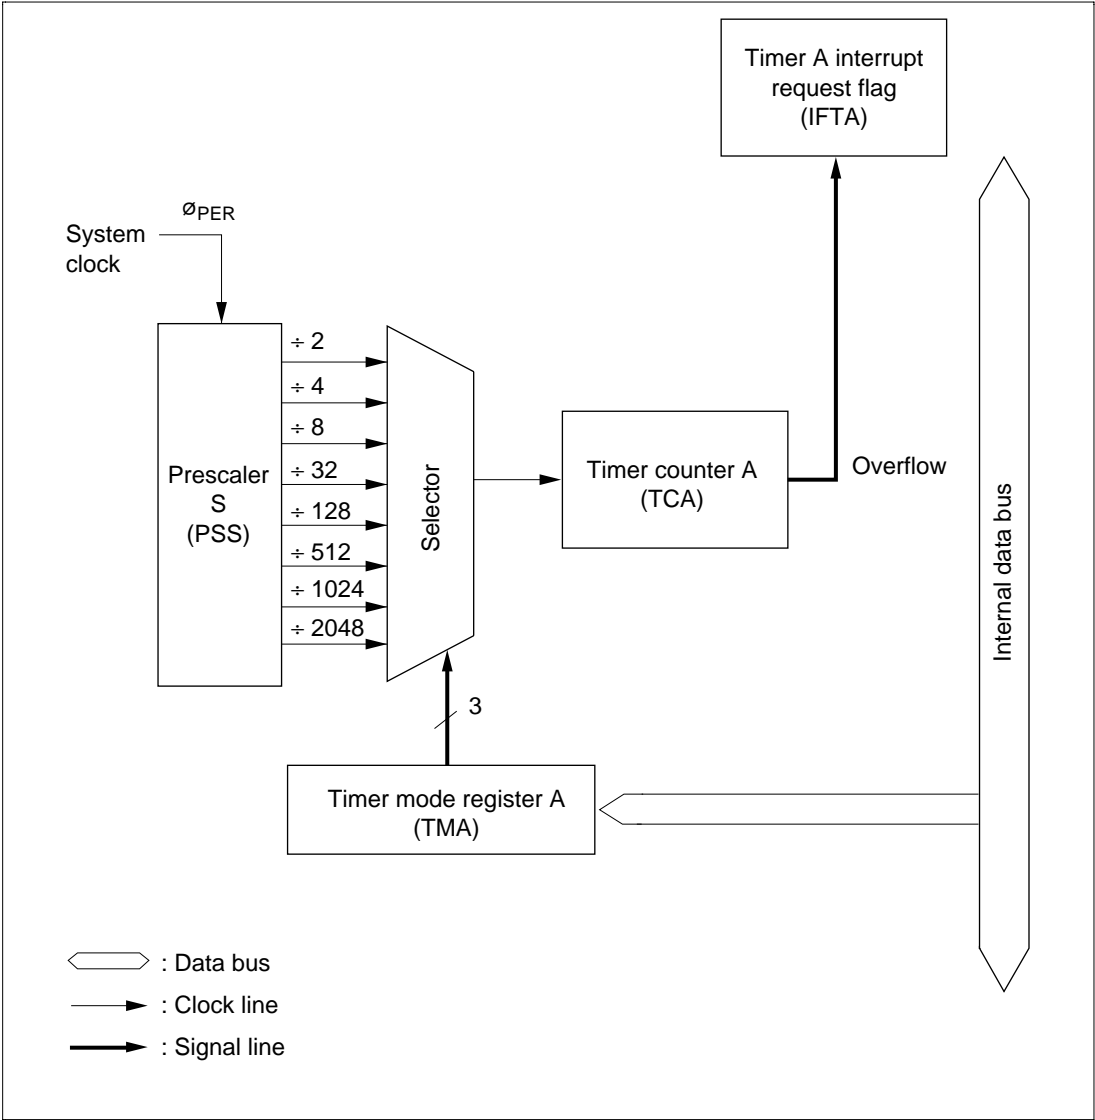 Timer A interrupt
request flag
(IFTA)
øPER
System
clock
÷ 2
÷ 4
÷ 8
÷ 32
÷ 128
÷ 512
÷ 1024
÷ 2048
Prescaler
S
(PSS)
Selector
Timer counter A
(TCA)
Overflow
Internal data bus
3
Timer mode register A
(TMA)
: Data bus
: Clock line
: Signal line